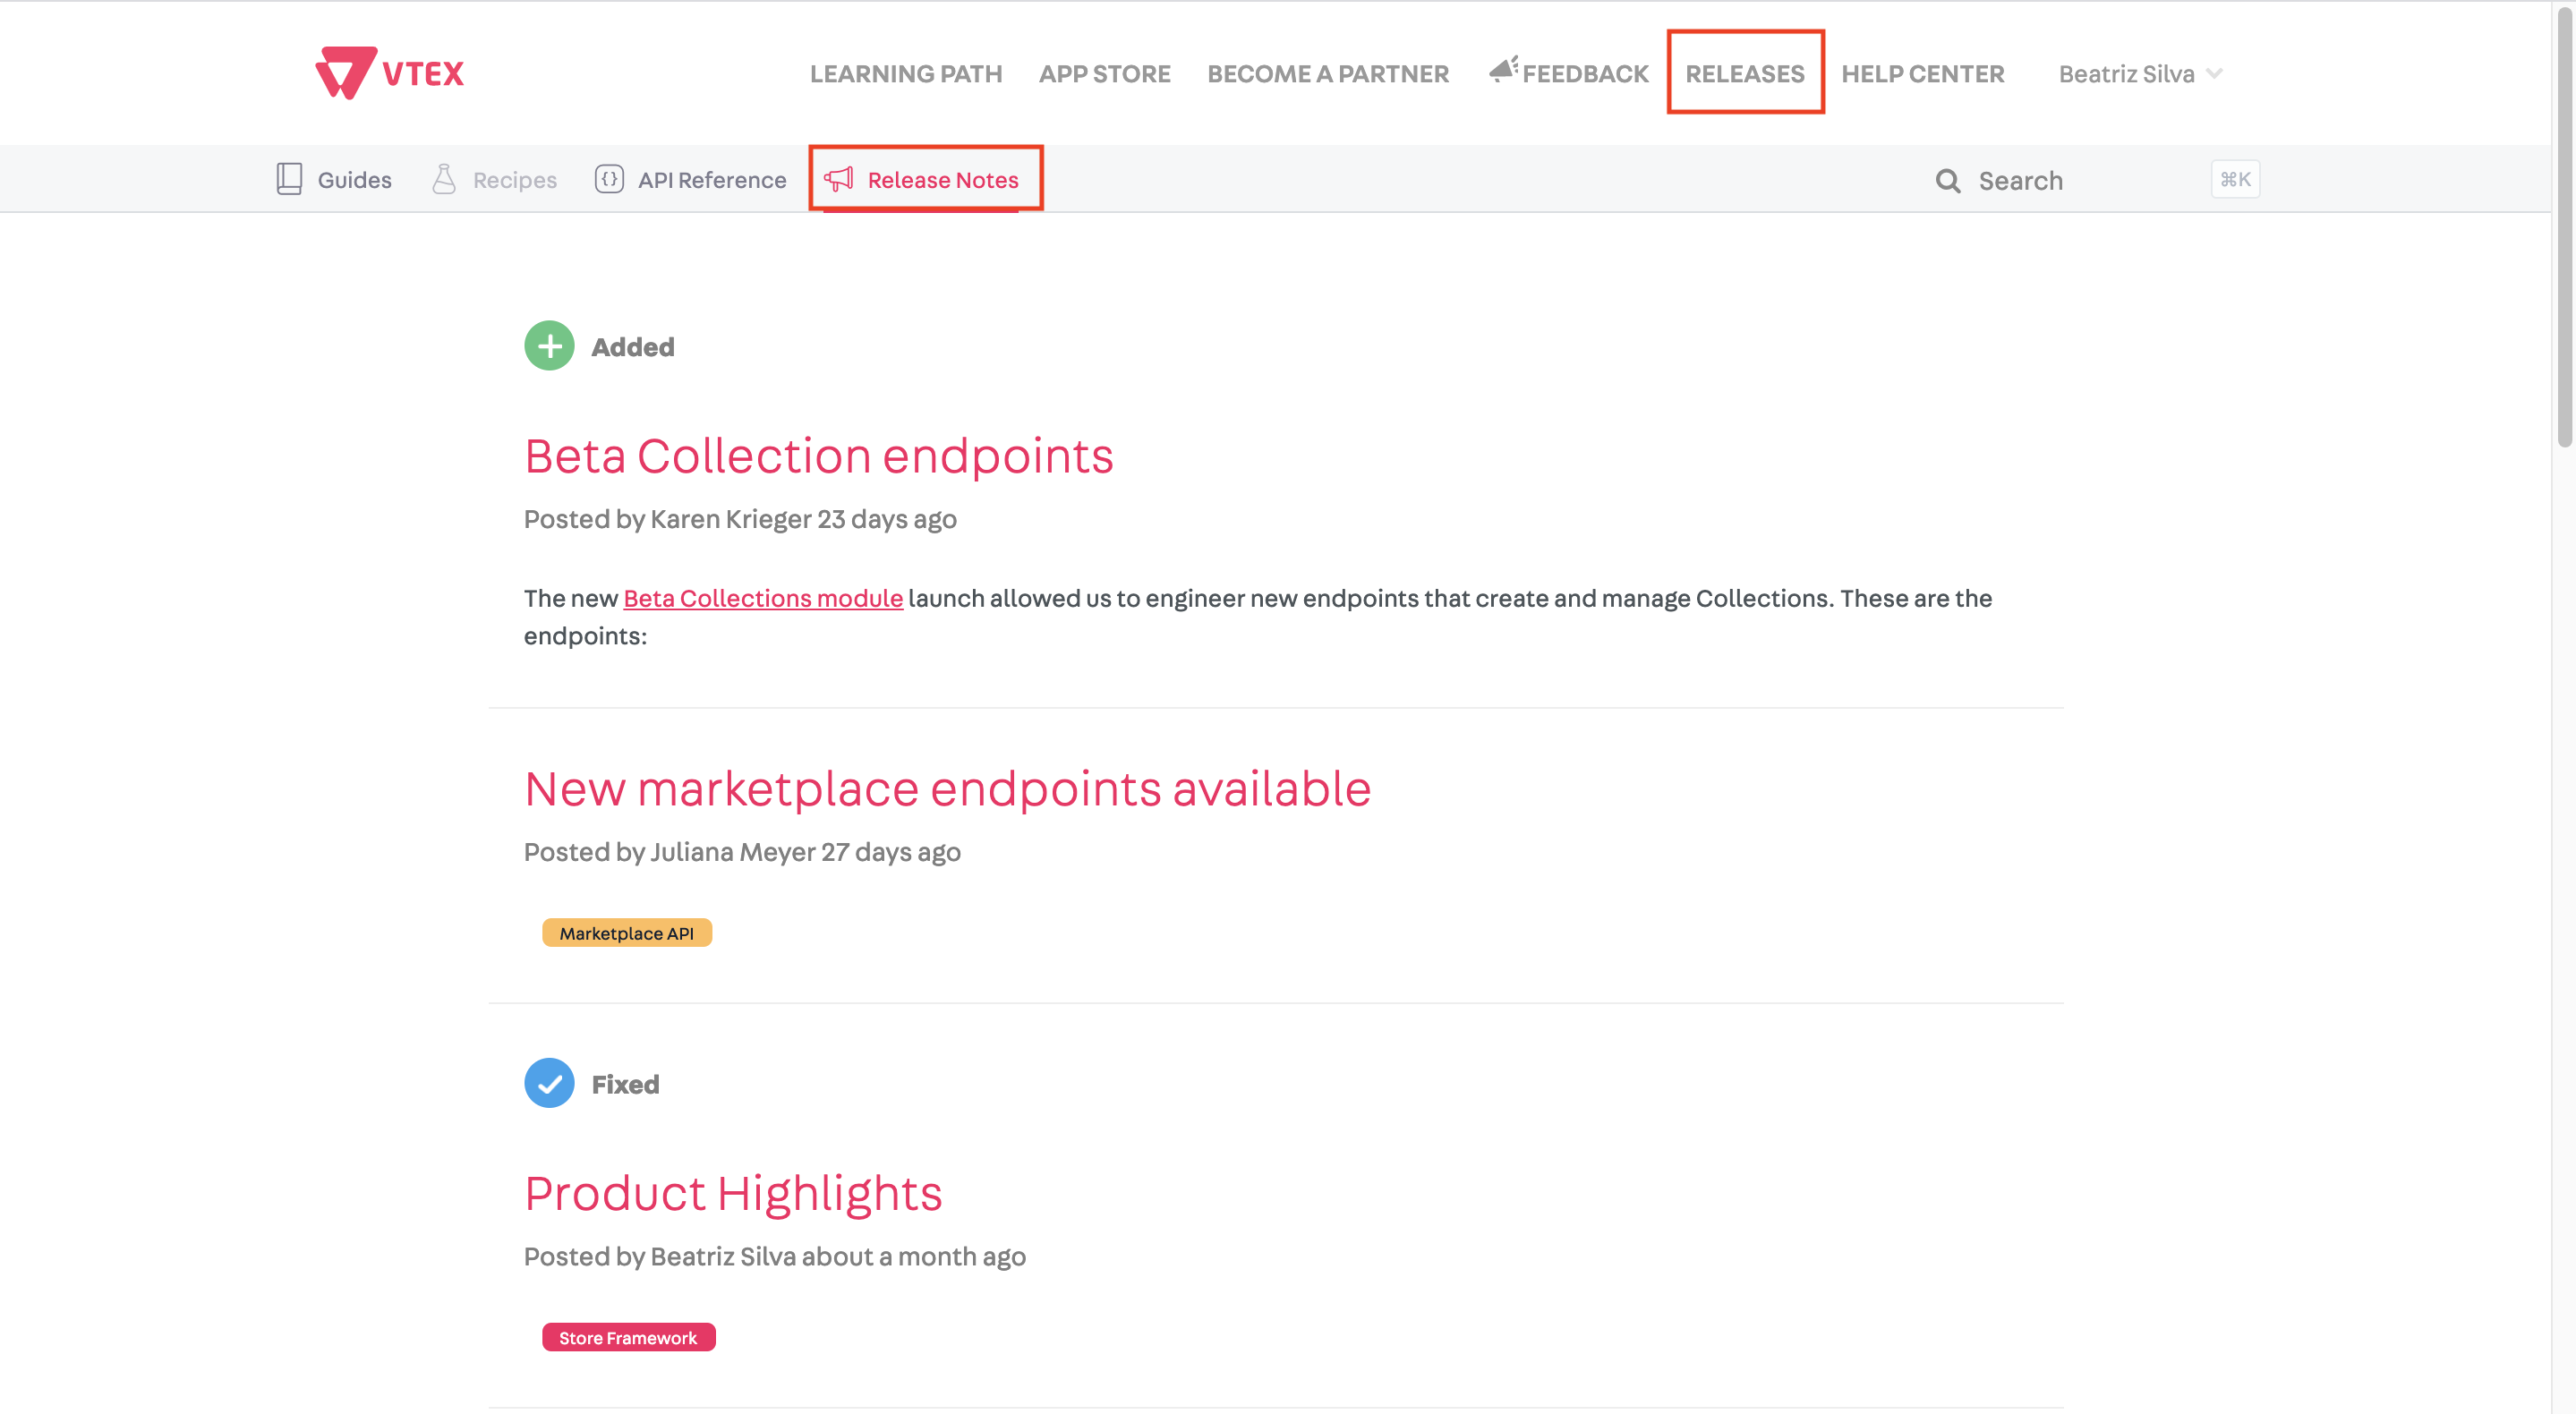 VTEX
LEARNING PATH
APP STORE
BECOME A PARTNER
FEEDBACK
RELEASES
HELP CENTER
Beatriz Silva
Guides
Recipes
API Reference
Release Notes
Search
⌘K
Added
Beta Collection endpoints
Posted by Karen Krieger 23 days ago
The new Beta Collections module launch allowed us to engineer new endpoints that create and manage Collections. These are the
endpoints:
New marketplace endpoints available
Posted by Juliana Meyer 27 days ago
Marketplace API
Fixed
Product Highlights
Posted by Beatriz Silva about a month ago
Store Framework